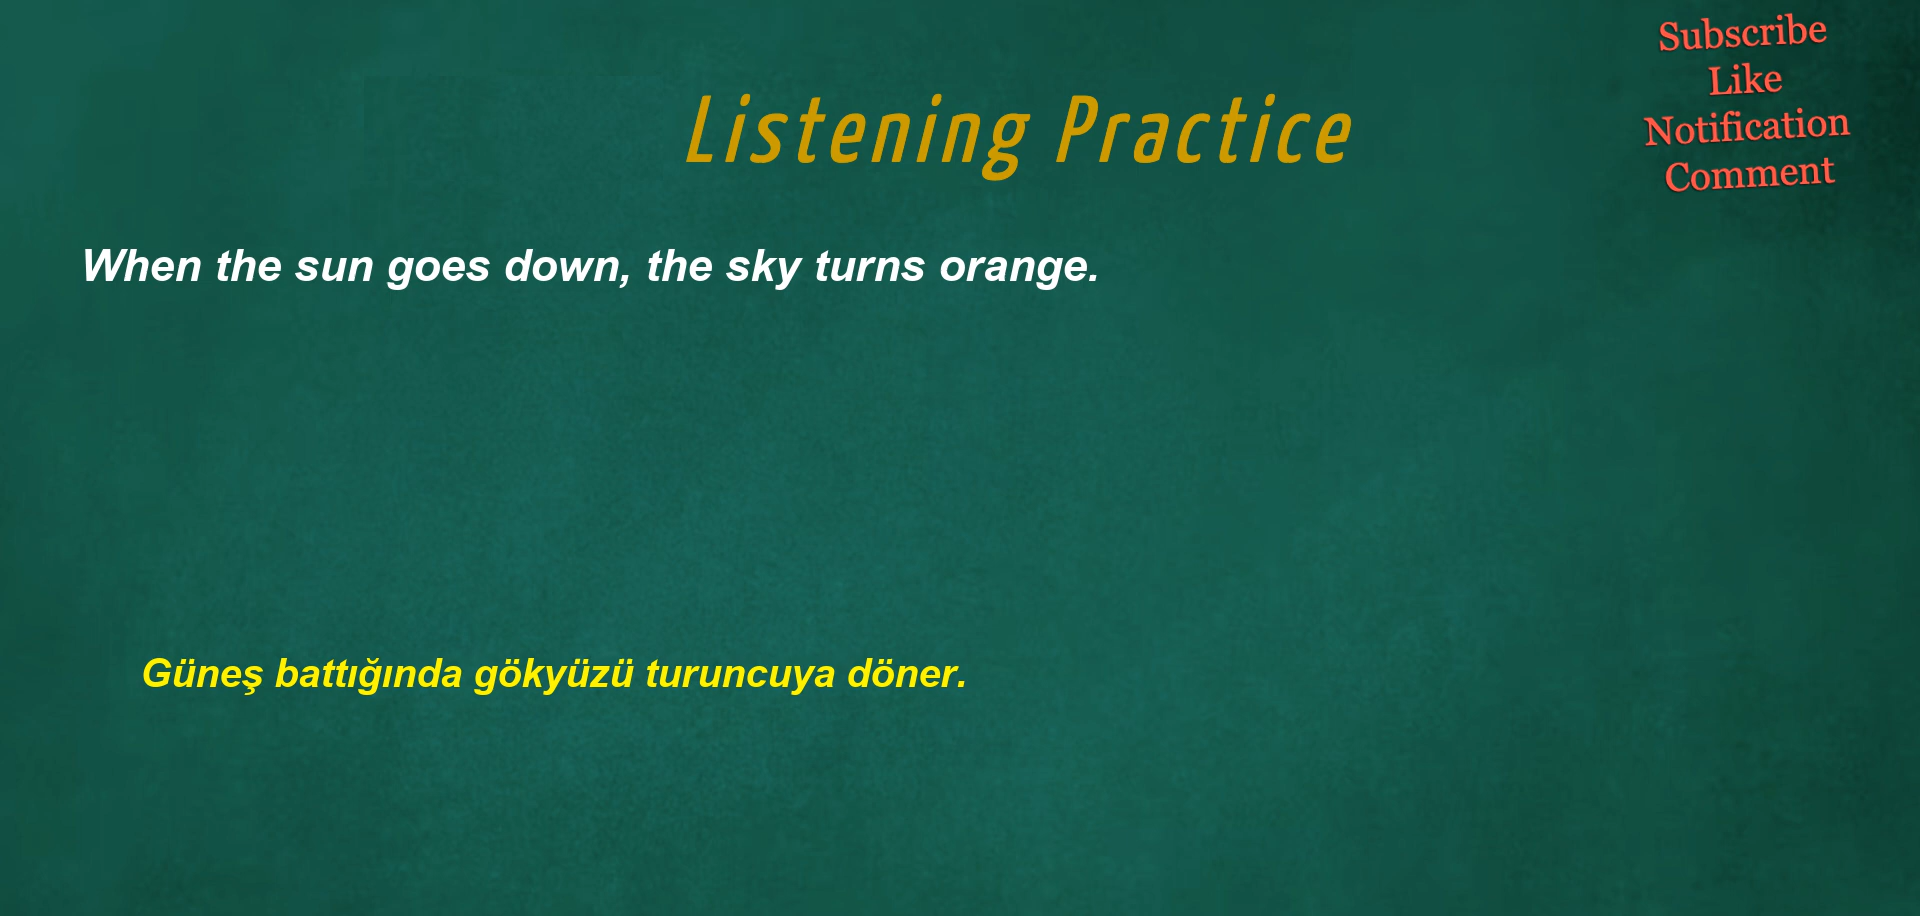 Subscribe
Like
Notification
Comment
Listening Practice
When the sun goes down, the sky turns orange.
Güneş battığında gökyüzü turuncuya döner.